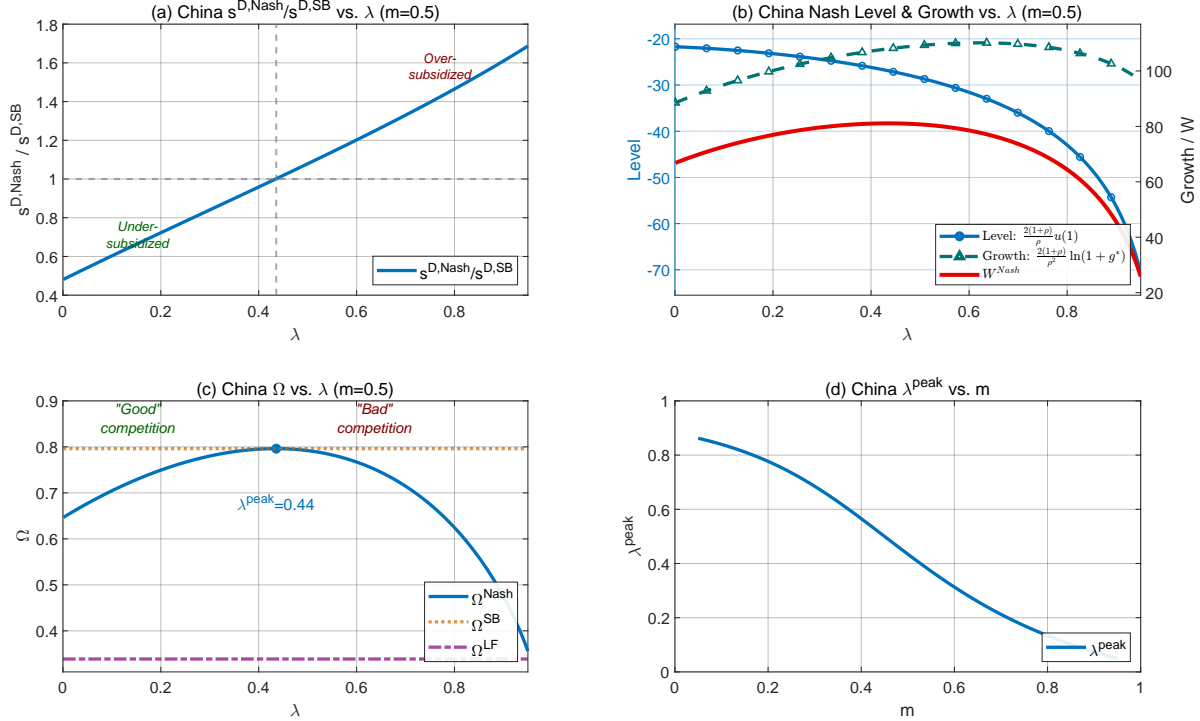 (a) China s^{D,Nash}/s^{D,SB} vs. λ (m=0.5)
1.8
1.6
1.4
1.2
1
0.8
0.6
0.4
s^{D,Nash} / s^{D,SB}
Over-
subsidized
Under-
subsidized
s^{D,Nash}/s^{D,SB}
0 0.2 0.4 0.6 0.8
λ
(b) China Nash Level & Growth vs. λ (m=0.5)
-20
-30
-40
-50
-60
-70
Level
100
80
60
40
20
Growth / W
Level: \frac{2(1+ρ)}{ρ}u(1)
Growth: \frac{2(1+ρ)}{ρ^2} ln(1 + g^*)
W^{Nash}
0 0.2 0.4 0.6 0.8
λ
(c) China Ω vs. λ (m=0.5)
0.9
0.8
0.7
0.6
0.5
0.4
Ω
"Good"
competition
"Bad"
competition
λ^{peak}=0.44
Ω^{Nash}
Ω^{SB}
Ω^{LF}
0 0.2 0.4 0.6 0.8
λ
(d) China λ^{peak} vs. m
1
0.8
0.6
0.4
0.2
0
λ^{peak}
λ^{peak}
0 0.2 0.4 0.6 0.8 1
m